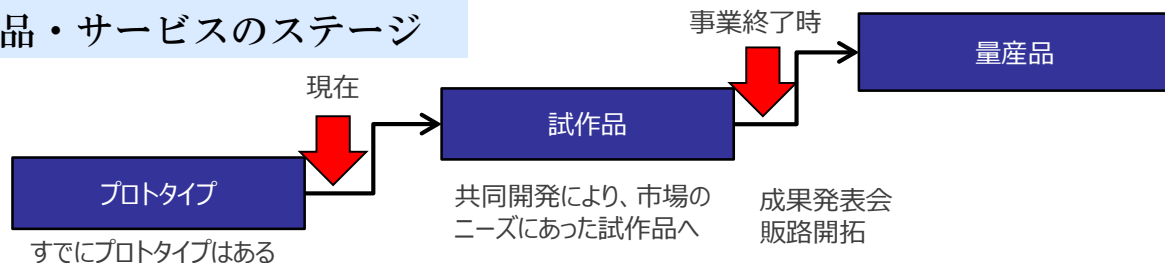 品・サービスのステージ
事業終了時
量産品
現在
試作品
プロトタイプ
共同開発により、市場の
ニーズにあった試作品へ
成果発表会
販路開拓
すでにプロトタイプはある